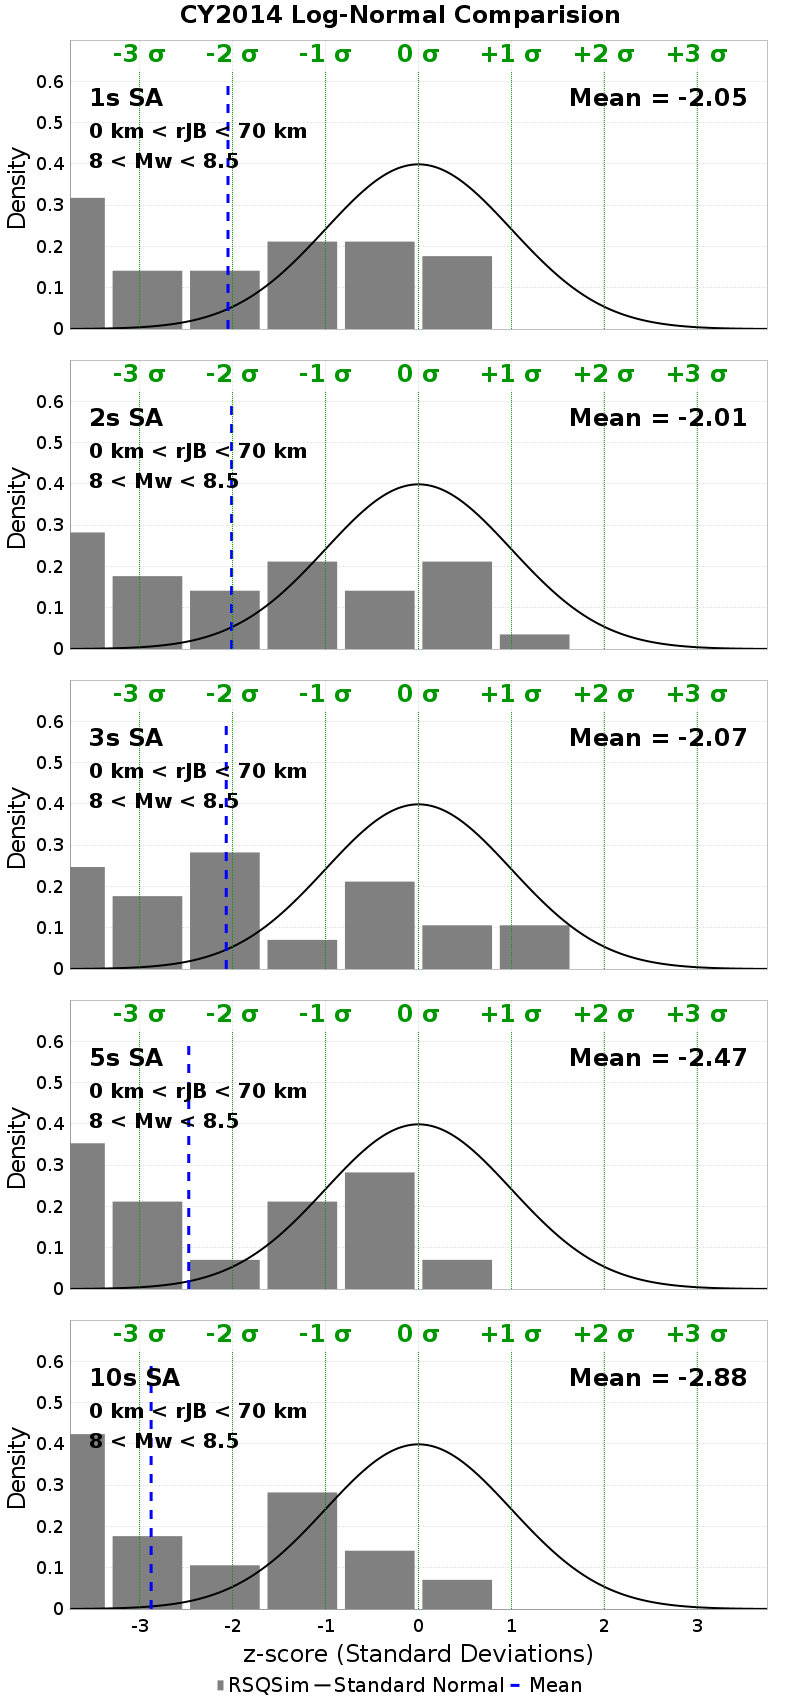 CY2014 Log-Normal Comparision
-3 σ -2 σ -1 σ 0 σ +1 σ +2 σ +3 σ
0.6
1s SA Mean = -2.05
0.5
0 km < rJB < 70 km
8 < Mw < 8.5
0.4
0.3
0.2
0.1
0
Density
-3 σ -2 σ -1 σ 0 σ +1 σ +2 σ +3 σ
0.6
2s SA Mean = -2.01
0.5
0 km < rJB < 70 km
8 < Mw < 8.5
0.4
0.3
0.2
0.1
0
Density
-3 σ -2 σ -1 σ 0 σ +1 σ +2 σ +3 σ
0.6
3s SA Mean = -2.07
0.5
0 km < rJB < 70 km
8 < Mw < 8.5
0.4
0.3
0.2
0.1
0
Density
-3 σ -2 σ -1 σ 0 σ +1 σ +2 σ +3 σ
0.6
5s SA Mean = -2.47
0.5
0 km < rJB < 70 km
8 < Mw < 8.5
0.4
0.3
0.2
0.1
0
Density
-3 σ -2 σ -1 σ 0 σ +1 σ +2 σ +3 σ
0.6
10s SA Mean = -2.88
0.5
0 km < rJB < 70 km
8 < Mw < 8.5
0.4
0.3
0.2
0.1
0
Density
-3 -2 -1 0 1 2 3
z-score (Standard Deviations)
RSQSim Standard Normal Mean